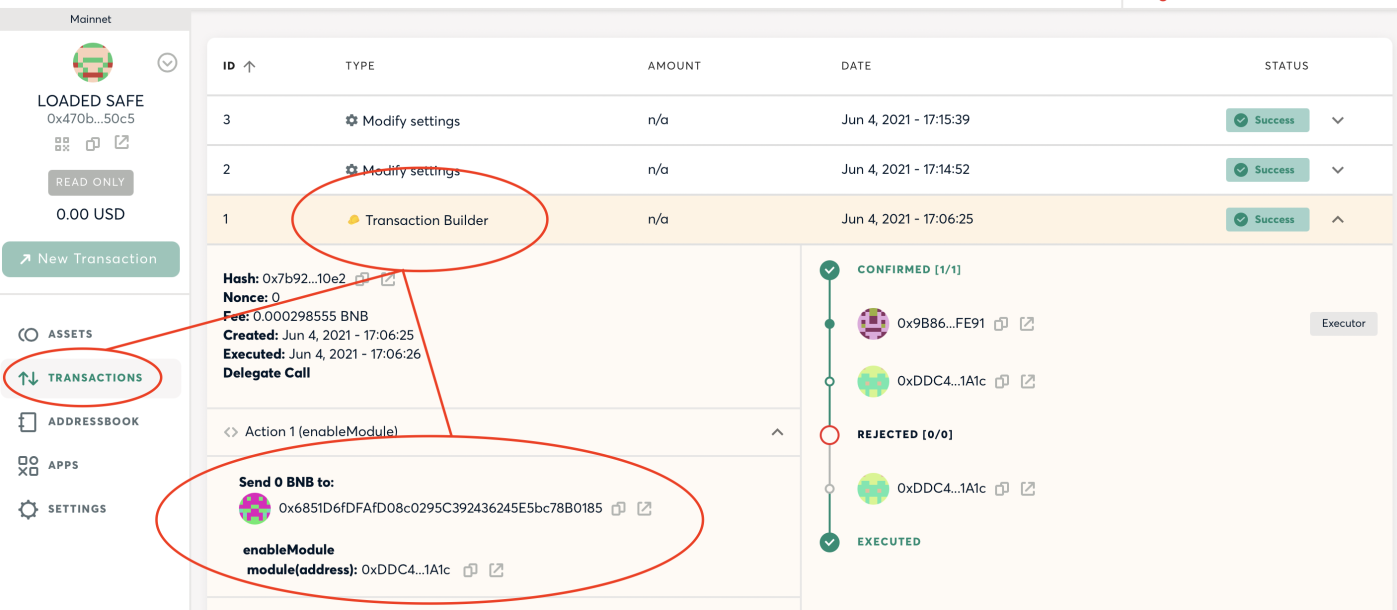 Mainnet
LOADED SAFE
0x470b...50c5
READ ONLY
0.00 USD
New Transaction
ASSETS
TRANSACTIONS
ADDRESSBOOK
APPS
SETTINGS
ID TYPE AMOUNT DATE STATUS
3 Modify settings n/a Jun 4, 2021 - 17:15:39 Success
2 Modify settings n/a Jun 4, 2021 - 17:14:52 Success
1 Transaction Builder n/a Jun 4, 2021 - 17:06:25 Success
Hash: 0x7b92...10e2
Nonce: 0
Fee: 0.000298555 BNB
Created: Jun 4, 2021 - 17:06:25
Executed: Jun 4, 2021 - 17:06:26
Delegate Call
Action 1 (enableModule)
Send 0 BNB to:
0x6851D6fDFAfD08c0295C392436245E5bc78B0185
enableModule
module(address): 0xDDC4...1A1c
CONFIRMED [1/1]
0x9B86...FE91 Executor
0xDDC4...1A1c
REJECTED [0/0]
0xDDC4...1A1c
EXECUTED